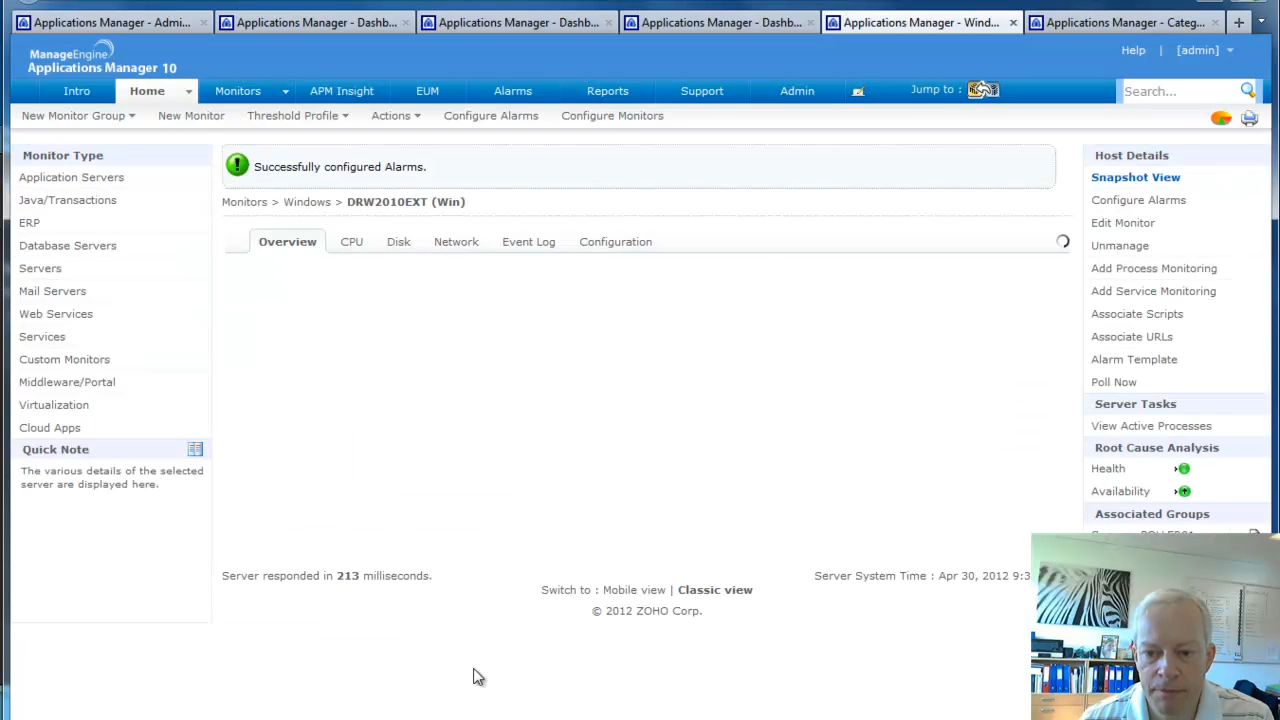 Applications Manager - Admi...
Applications Manager - Dashb...
Applications Manager - Dashb...
Applications Manager - Dashb...
Applications Manager - Wind...
Applications Manager - Categ...
ManageEngine
Applications Manager 10
Help | [admin]
Intro
Home
Monitors
APM Insight
EUM
Alarms
Reports
Support
Admin
Jump to :
Search...
New Monitor Group
New Monitor
Threshold Profile
Actions
Configure Alarms
Configure Monitors
Monitor Type
Application Servers
Java/Transactions
ERP
Database Servers
Servers
Mail Servers
Web Services
Services
Custom Monitors
Middleware/Portal
Virtualization
Cloud Apps
Quick Note
The various details of the selected
server are displayed here.
Successfully configured Alarms.
Monitors > Windows > DRW2010EXT (Win)
Overview
CPU
Disk
Network
Event Log
Configuration
Server responded in 213 milliseconds.
Server System Time : Apr 30, 2012 9:3
Switch to : Mobile view | Classic view
© 2012 ZOHO Corp.
Host Details
Snapshot View
Configure Alarms
Edit Monitor
Unmanage
Add Process Monitoring
Add Service Monitoring
Associate Scripts
Associate URLs
Alarm Template
Poll Now
Server Tasks
View Active Processes
Root Cause Analysis
Health
Availability
Associated Groups